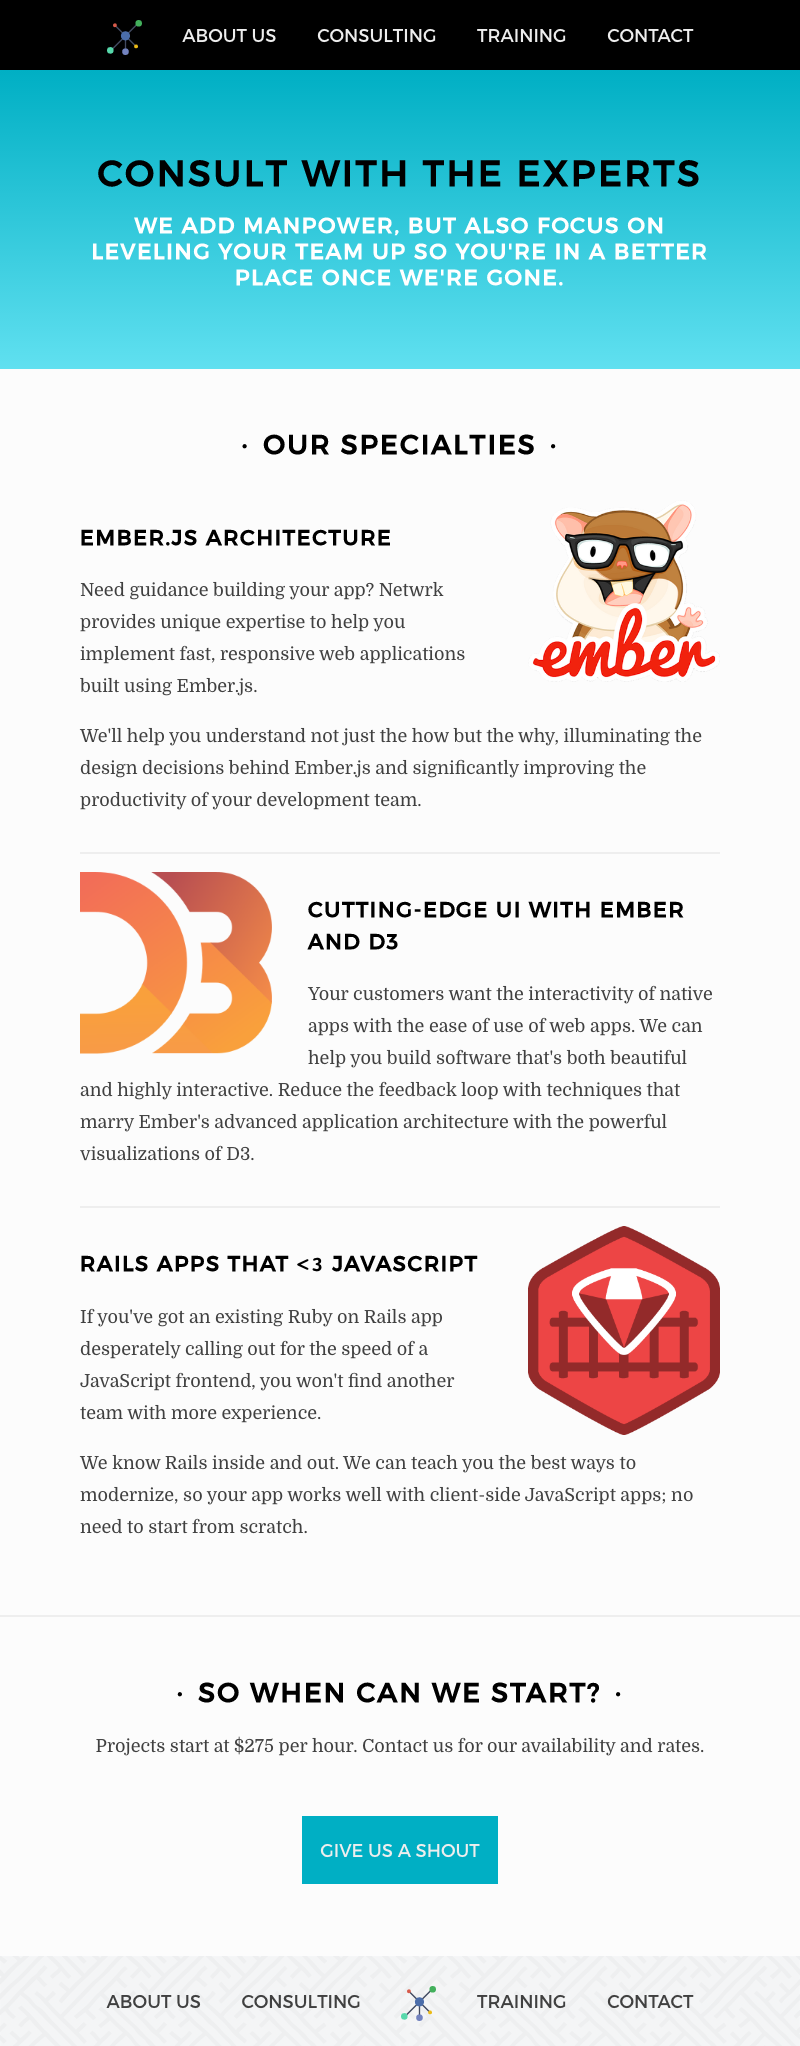 ABOUT US CONSULTING TRAINING CONTACT
CONSULT WITH THE EXPERTS
WE ADD MANPOWER, BUT ALSO FOCUS ON
LEVELING YOUR TEAM UP SO YOU'RE IN A BETTER
PLACE ONCE WE'RE GONE.
· OUR SPECIALTIES ·
EMBER.JS ARCHITECTURE
Need guidance building your app? Netwrk
provides unique expertise to help you
implement fast, responsive web applications
built using Ember.js.
ember
We'll help you understand not just the how but the why, illuminating the
design decisions behind Ember.js and significantly improving the
productivity of your development team.
D3
CUTTING-EDGE UI WITH EMBER
AND D3
Your customers want the interactivity of native
apps with the ease of use of web apps. We can
help you build software that's both beautiful
and highly interactive. Reduce the feedback loop with techniques that
marry Ember's advanced application architecture with the powerful
visualizations of D3.
RAILS APPS THAT <3 JAVASCRIPT
If you've got an existing Ruby on Rails app
desperately calling out for the speed of a
JavaScript frontend, you won't find another
team with more experience.
We know Rails inside and out. We can teach you the best ways to
modernize, so your app works well with client-side JavaScript apps; no
need to start from scratch.
· SO WHEN CAN WE START? ·
Projects start at $275 per hour. Contact us for our availability and rates.
GIVE US A SHOUT
ABOUT US CONSULTING TRAINING CONTACT